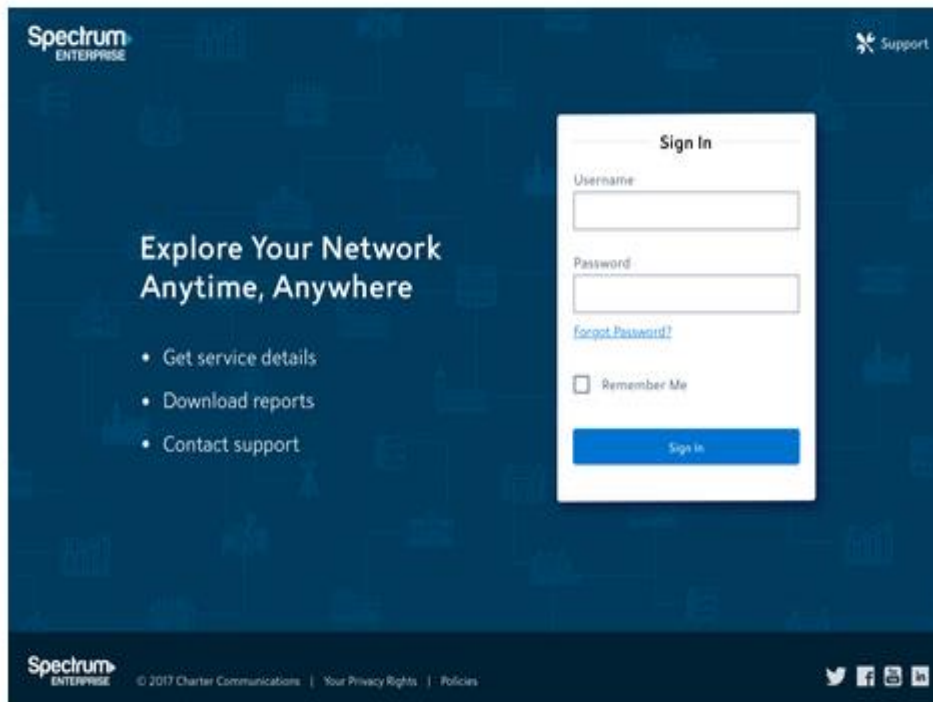 Spectrum
ENTERPRISE
Support
Sign In
Username
Password
Forgot Password?
Remember Me
Sign In
Explore Your Network
Anytime, Anywhere
• Get service details
• Download reports
• Contact support
Spectrum
ENTERPRISE
© 2017 Charter Communications | Your Privacy Rights | Policies